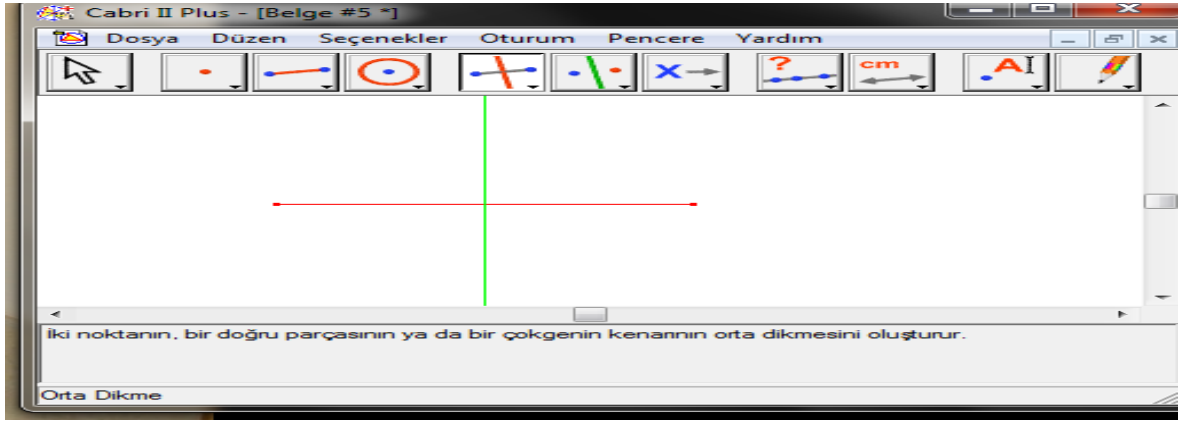 Cabri II Plus - [Belge #5 *]
Dosya Düzen Seçenekler Oturum Pencere Yardım
? cm A
İki noktanın, bir doğru parçasının ya da bir çokgenin kenarının orta dikmesini oluşturur.
Orta Dikme